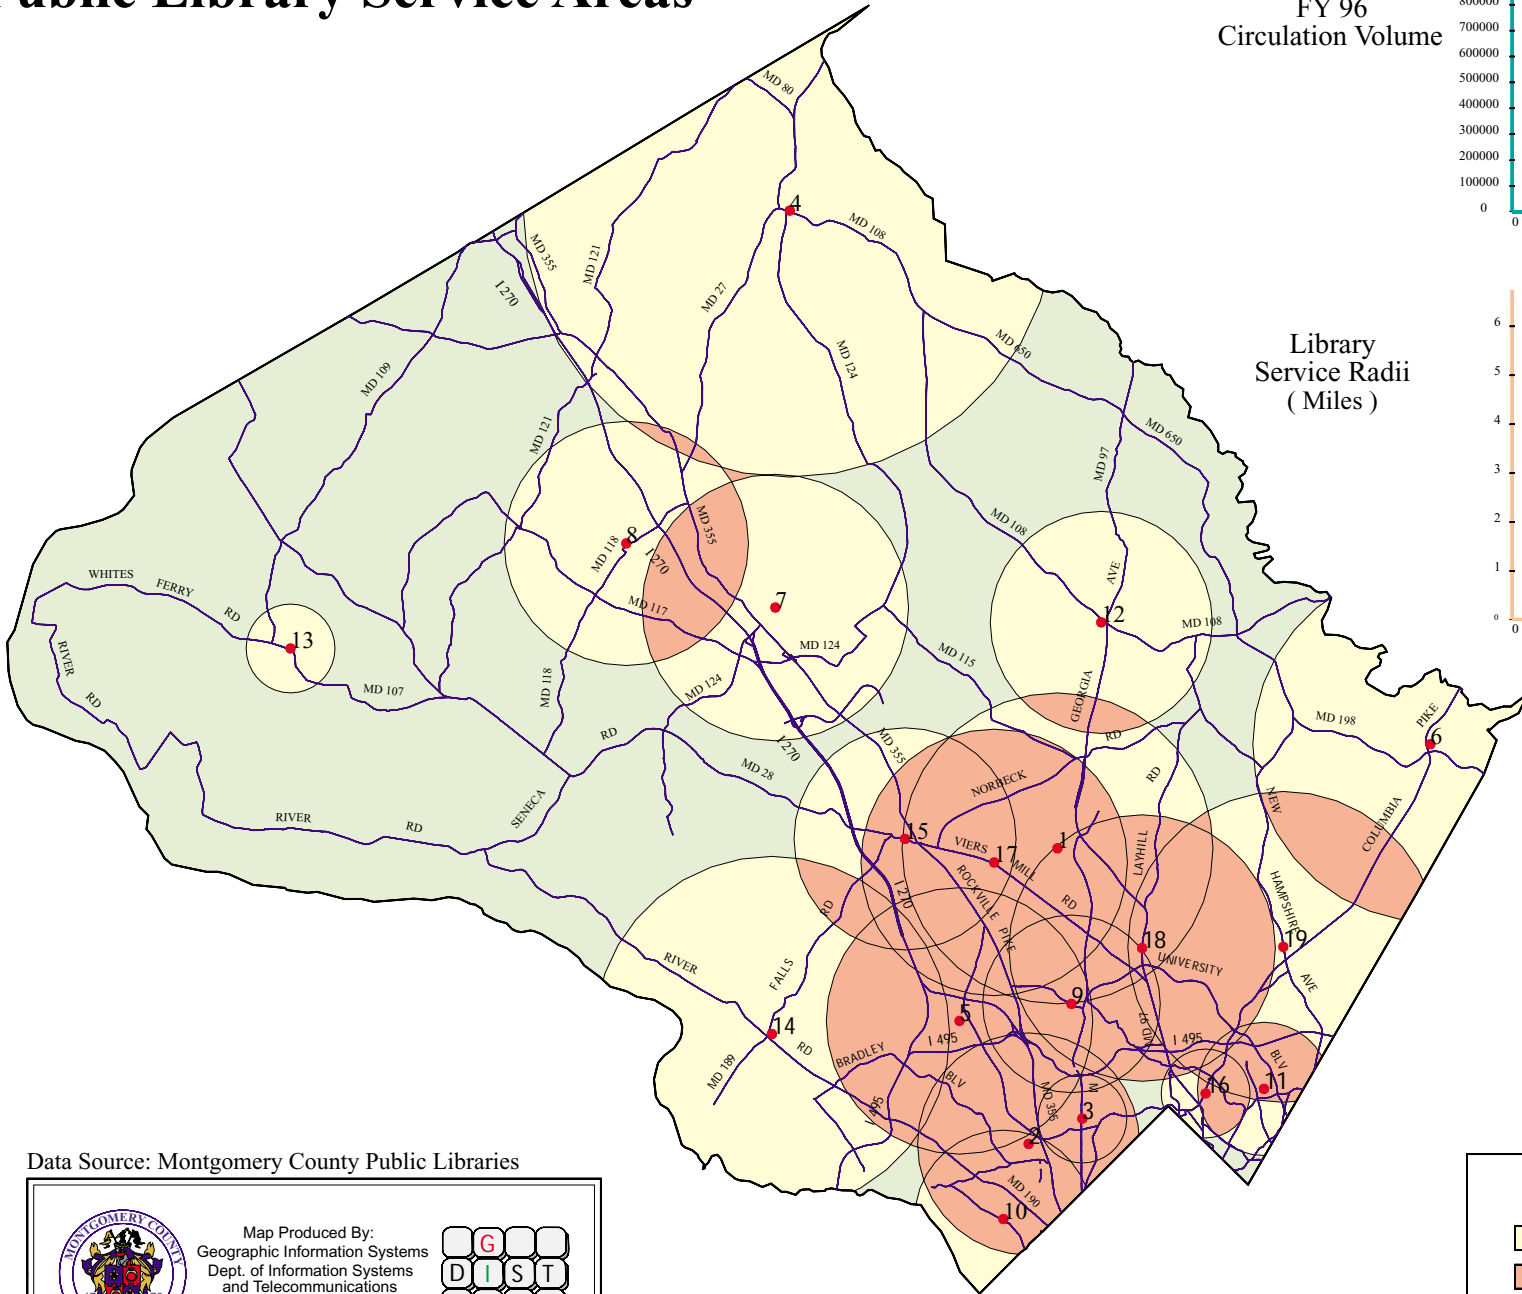 Public Library Service Areas
FY 96
Circulation Volume
800000
700000
600000
500000
400000
300000
200000
100000
0
0
Library
Service Radii
( Miles )
6
5
4
3
2
1
0
0
MD 80
4
MD 108
MD 355
MD 121
I 270
MD 27
MD 650
MD 124
MD 109
MD 121
MD 650
MD 97
MD 108
MD 355
8
MD 118
I 270
AVE
WHITES
FERRY
RD
MD 117
7
12
MD 108
13
MD 124
MD 115
RIVER
RD
MD 107
MD 118
MD 124
GEORGIA
MD 198
PIKE
6
RD
MD 355
I 270
RD
MD 28
RD
NORBECK
NEW
COLUMBIA
SENECA
RIVER
RD
15
VIERS
17
MILL
1
LAYHILL
ROCKVILLE
PIKE
RD
I 270
HAMPSHIRE
RD
18
19
UNIVERSITY
RIVER
FALLS
AVE
9
5
14
MD 97
I 495
I 495
RD
BRADLEY
BLV
BLV
MD 189
MD 355
16
11
I 495
3
2
MD 190
10
Data Source: Montgomery County Public Libraries
MONTGOMERY COUNTY
Map Produced By:
Geographic Information Systems
Dept. of Information Systems
and Telecommunications
G
D I S T